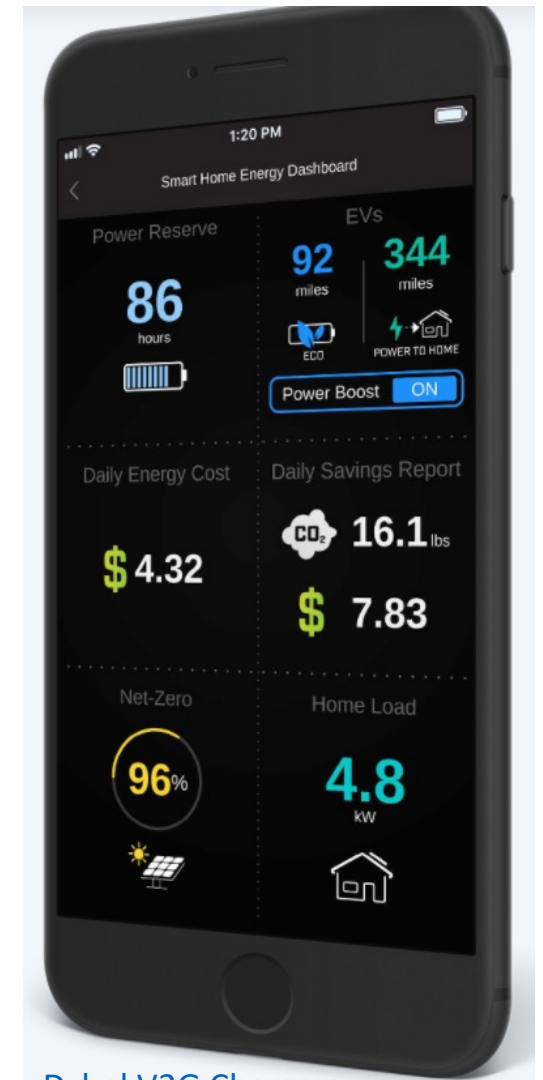 1:20 PM
Smart Home Energy Dashboard
Power Reserve
86
hours
EVs
92
miles
344
miles
ECO
POWER TO HOME
Power Boost ON
Daily Energy Cost
$ 4.32
Daily Savings Report
CO₂ 16.1 lbs
$ 7.83
Net-Zero
96%
Home Load
4.8
kW